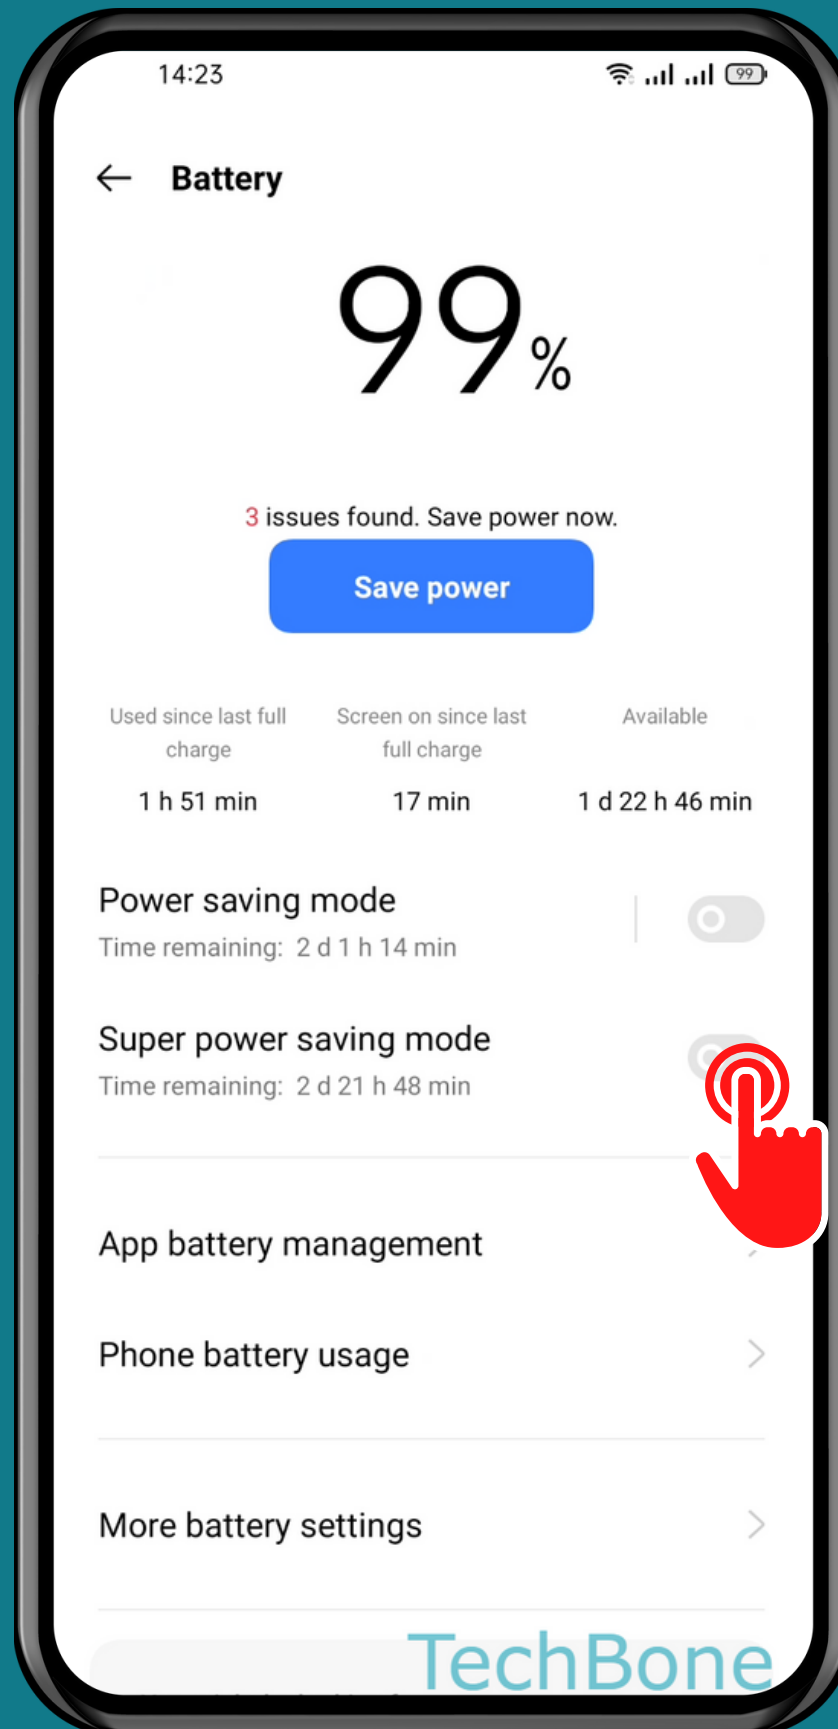 14:23
99
Battery
99%
3 issues found. Save power now.
Save power
Used since last full
charge
1 h 51 min
Screen on since last
full charge
17 min
Available
1 d 22 h 46 min
Power saving mode
Time remaining: 2 d 1 h 14 min
Super power saving mode
Time remaining: 2 d 21 h 48 min
App battery management
Phone battery usage
More battery settings
TechBone